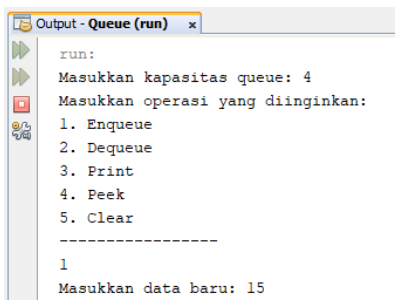 Output - Queue (run) x
run:
Masukkan kapasitas queue: 4
Masukkan operasi yang diinginkan:
1. Enqueue
2. Dequeue
3. Print
4. Peek
5. Clear
-----------------
1
Masukkan data baru: 15